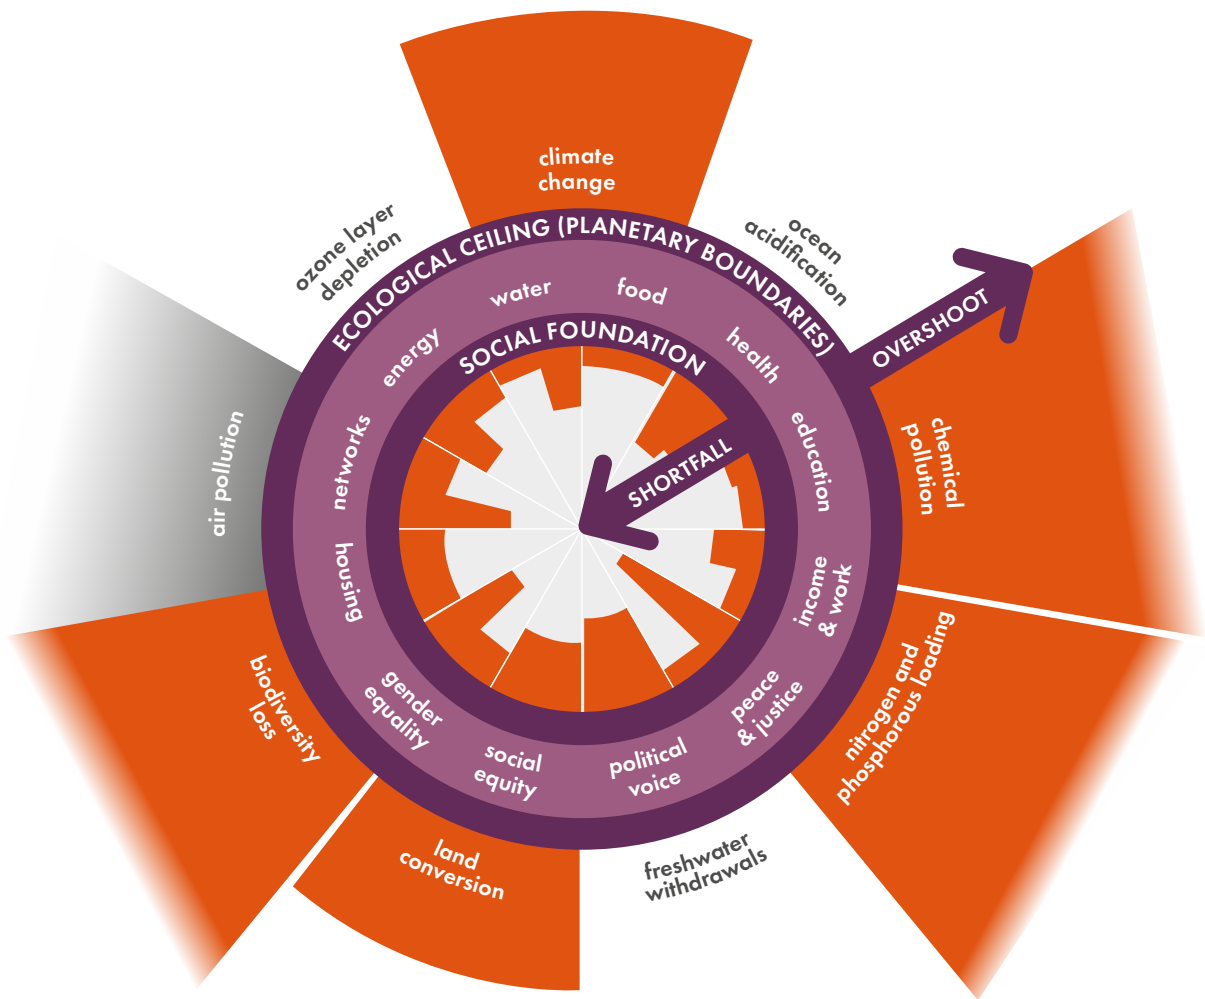 climate
change
ozone layer
depletion
ocean
acidification
ECOLOGICAL CEILING (PLANETARY BOUNDARIES)
water
food
energy
health
SOCIAL FOUNDATION
OVERSHOOT
air pollution
networks
SHORTFALL
education
chemical
pollution
housing
income
& work
biodiversity
loss
gender
equality
peace
& justice
nitrogen and
phosphorous loading
social
equity
political
voice
land
conversion
freshwater
withdrawals